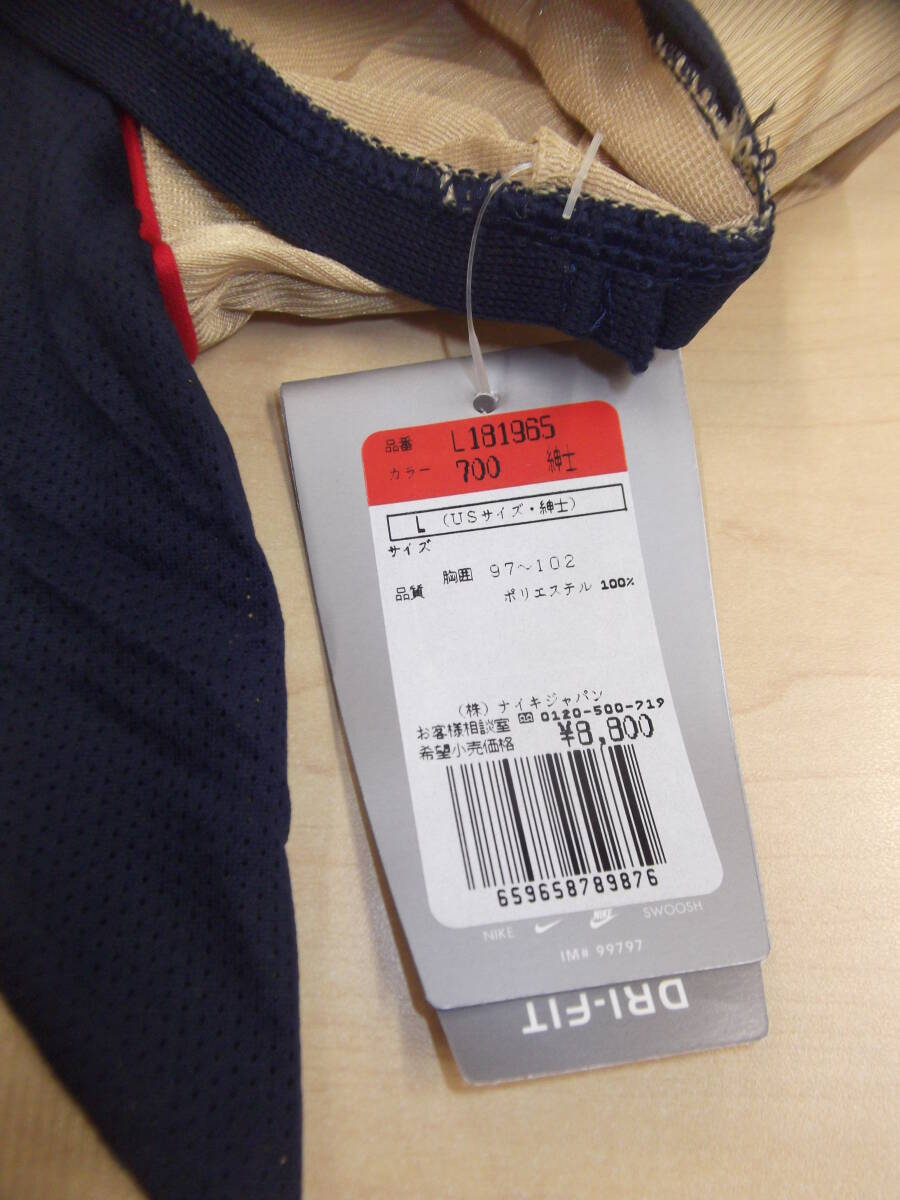 品番 L181965
カラー 700 紳士
L (USサイズ・紳士)
サイズ
胸囲 97~102
品質 ポリエステル 100%
(株)ナイキジャパン
お客様相談室 0120-500-719
希望小売価格 ¥8,800
659658789876
NIKE NIKE SWOOSH
IM# 99797
DRI-FIT